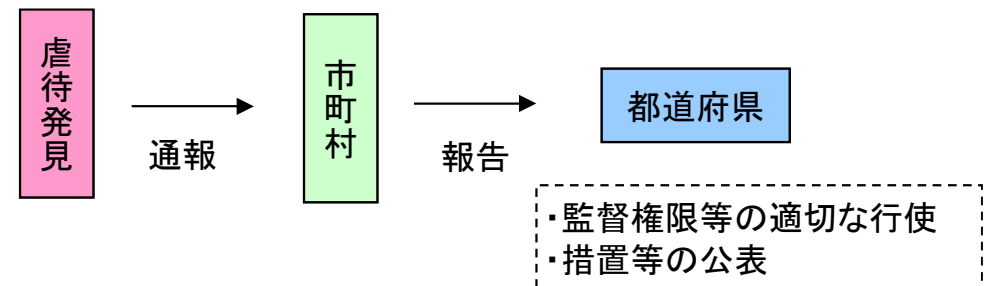 虐待発見
通報
市町村
報告
都道府県
・監督権限等の適切な行使
・措置等の公表